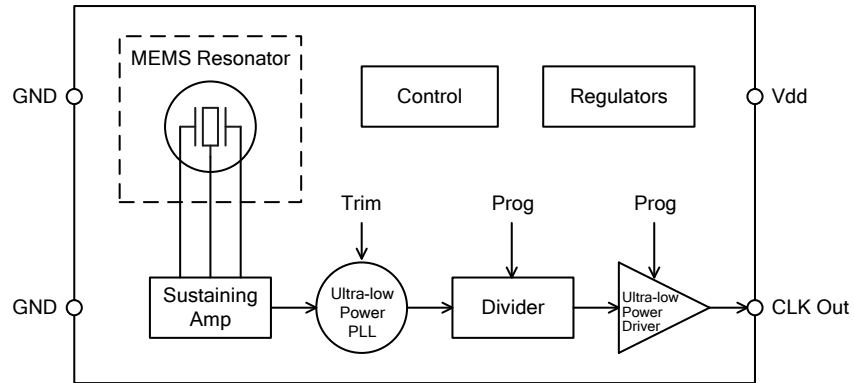 MEMS Resonator
GND
Control
Regulators
Vdd
Trim
Prog
Prog
GND
Sustaining
Amp
Ultra-low
Power
PLL
Divider
Ultra-low
Power
Driver
CLK Out